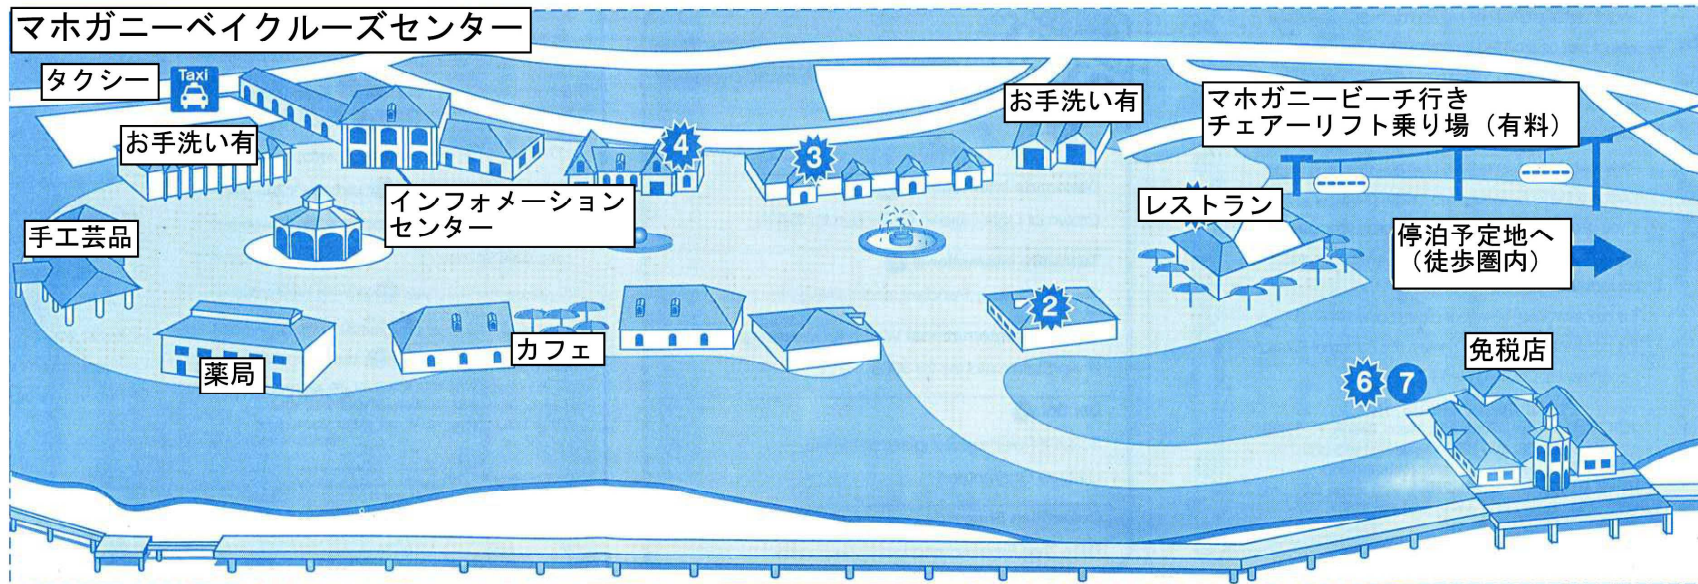 マホガニーベイクルーズセンター
タクシー
Taxi
お手洗い有
インフォメーション
センター
4
3
お手洗い有
マホガニービーチ行き
チェアーリフト乗り場（有料）
手工芸品
レストラン
停泊予定地へ
（徒歩圏内）
2
薬局
カフェ
免税店
6
7